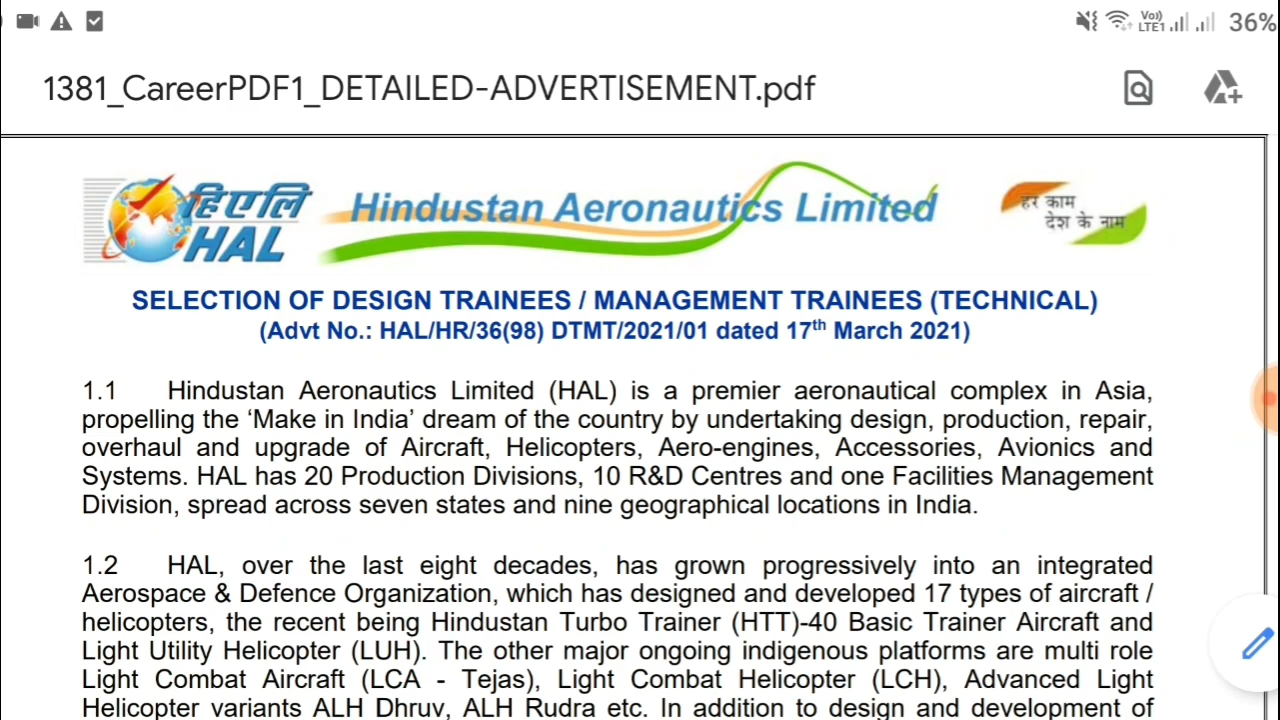 Vo))
LTE1
36%
1381_CareerPDF1_DETAILED-ADVERTISEMENT.pdf
हिएलि
HAL
Hindustan Aeronautics Limited
हर काम
देश के नाम
SELECTION OF DESIGN TRAINEES / MANAGEMENT TRAINEES (TECHNICAL)
(Advt No.: HAL/HR/36(98) DTMT/2021/01 dated 17th March 2021)
1.1 Hindustan Aeronautics Limited (HAL) is a premier aeronautical complex in Asia,
propelling the ‘Make in India’ dream of the country by undertaking design, production, repair,
overhaul and upgrade of Aircraft, Helicopters, Aero-engines, Accessories, Avionics and
Systems. HAL has 20 Production Divisions, 10 R&D Centres and one Facilities Management
Division, spread across seven states and nine geographical locations in India.
1.2 HAL, over the last eight decades, has grown progressively into an integrated
Aerospace & Defence Organization, which has designed and developed 17 types of aircraft /
helicopters, the recent being Hindustan Turbo Trainer (HTT)-40 Basic Trainer Aircraft and
Light Utility Helicopter (LUH). The other major ongoing indigenous platforms are multi role
Light Combat Aircraft (LCA - Tejas), Light Combat Helicopter (LCH), Advanced Light
Helicopter variants ALH Dhruv, ALH Rudra etc. In addition to design and development of